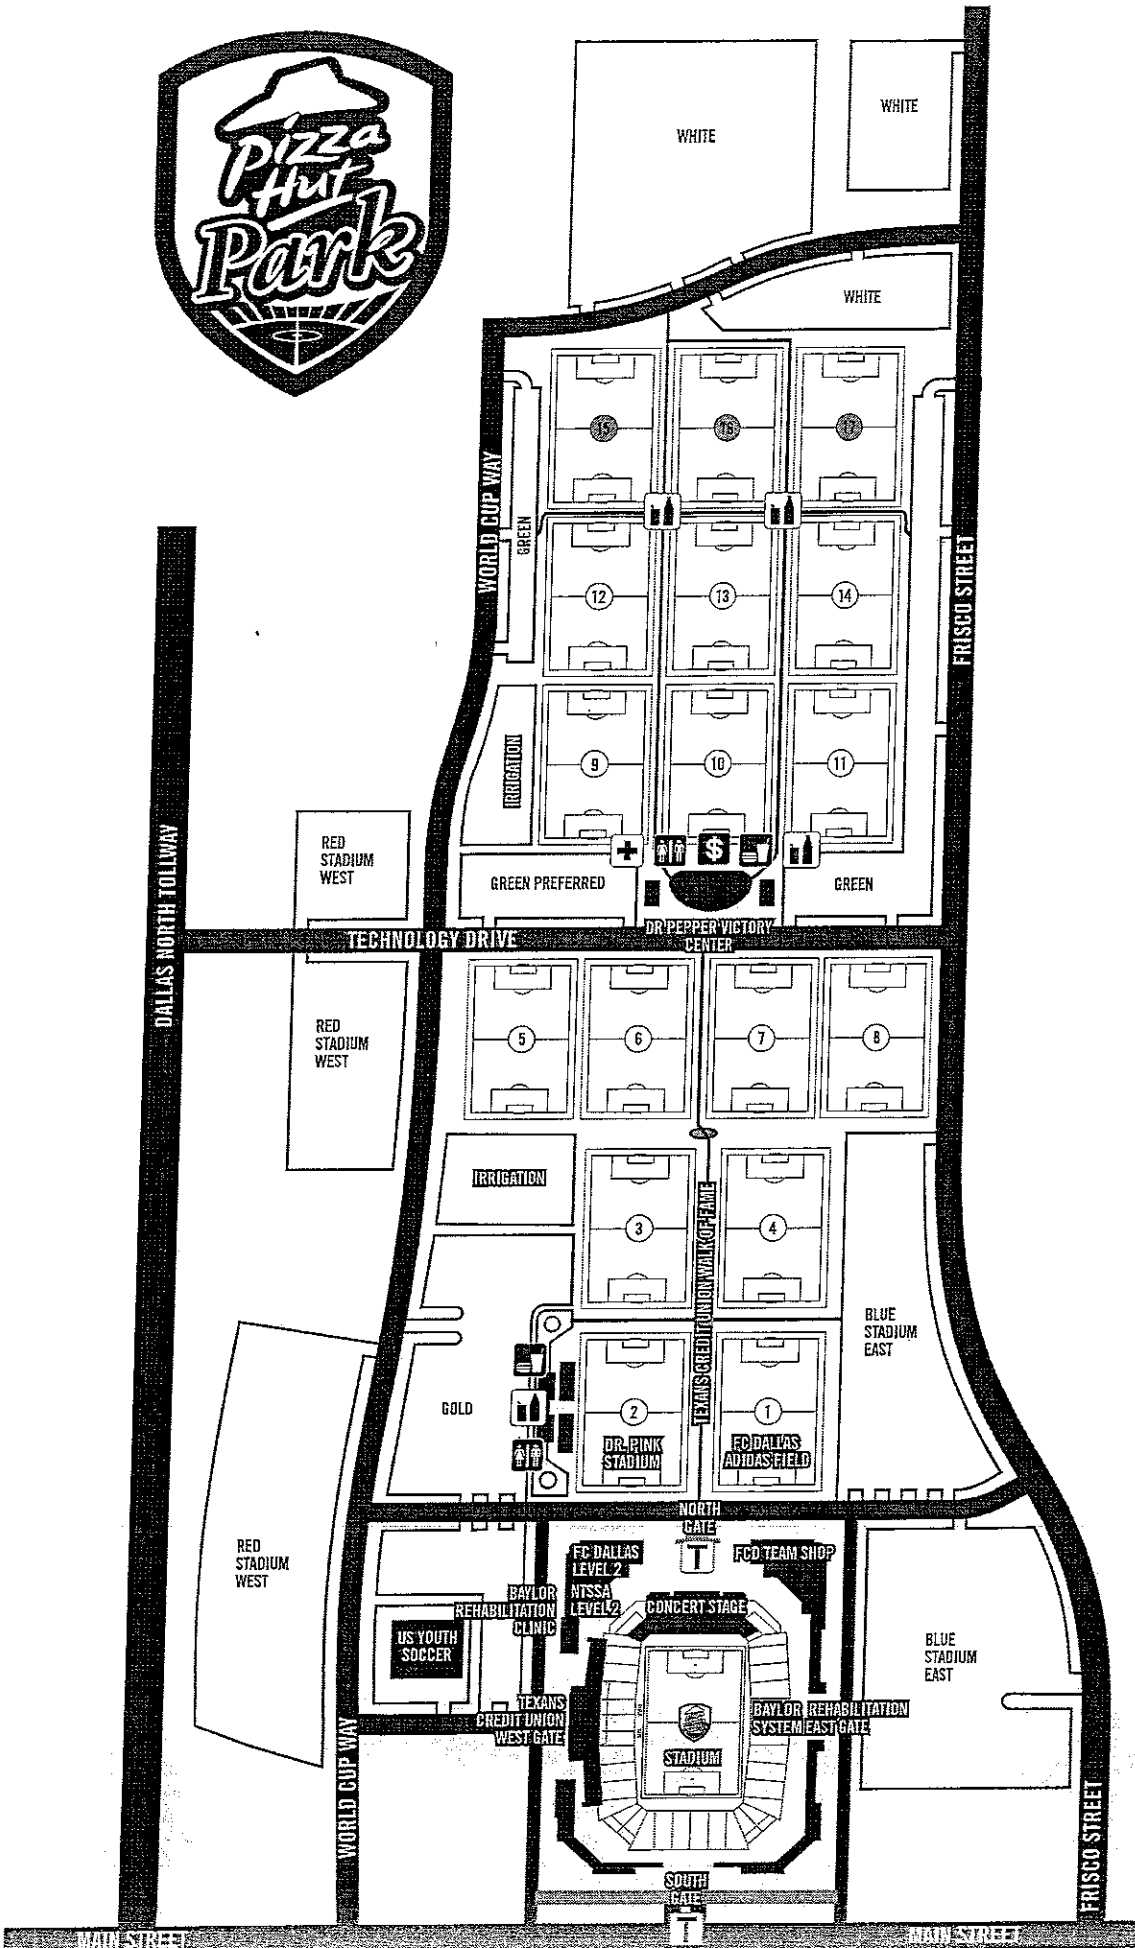 Pizza
Hut
Park
WHITE
WHITE
WHITE
WORLD CUP WAY
GREEN
FRISCO STREET
15
16
17
12
13
14
IRRIGATION
9
10
11
$
DALLAS NORTH TOLLWAY
RED
STADIUM
WEST
GREEN PREFERRED
GREEN
DR PEPPER VICTORY
CENTER
TECHNOLOGY DRIVE
RED
STADIUM
WEST
5
6
7
8
IRRIGATION
3
4
TEXANS CREDIT UNION WALK OF FAME
BLUE
STADIUM
EAST
GOLD
2
DR. PINK
STADIUM
1
FC DALLAS
ADIDAS FIELD
NORTH
GATE
T
RED
STADIUM
WEST
FC DALLAS
LEVEL 2
FCD TEAM SHOP
NTSSA
LEVEL 2
BAYLOR
REHABILITATION
CLINIC
CONCERT STAGE
US YOUTH
SOCCER
BLUE
STADIUM
EAST
TEXANS
CREDIT UNION
WEST GATE
BAYLOR REHABILITATION
SYSTEM EAST GATE
STADIUM
WORLD CUP WAY
FRISCO STREET
SOUTH
GATE
T
MAIN STREET
MAIN STREET